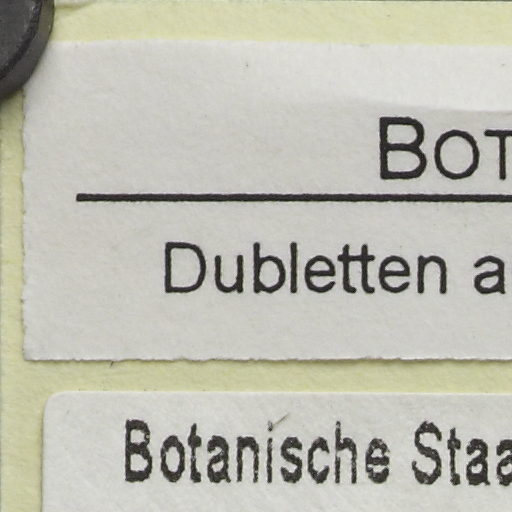 BOT
Dubletten a
Botanische Staa